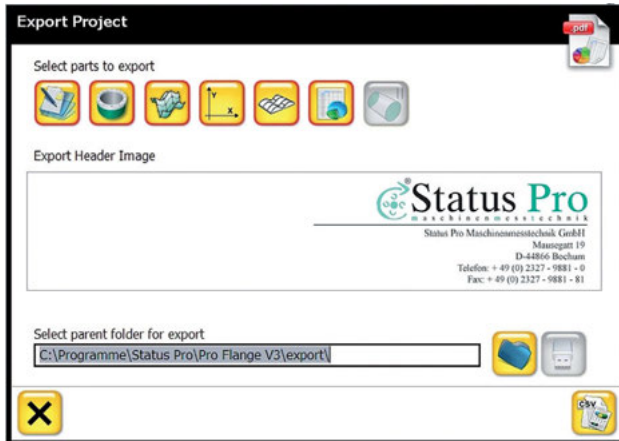 Export Project
pdf
Select parts to export
Y
X
Export Header Image
Status Pro
maschinenmesstechnik
Status Pro Maschinenmesstechnik GmbH
Mausegatt 19
D-44866 Bochum
Telefon: + 49 (0) 2327 - 9881 - 0
Fax: + 49 (0) 2327 - 9881 - 81
Select parent folder for export
C:\Programme\Status Pro\Pro Flange V3\export\
CSV